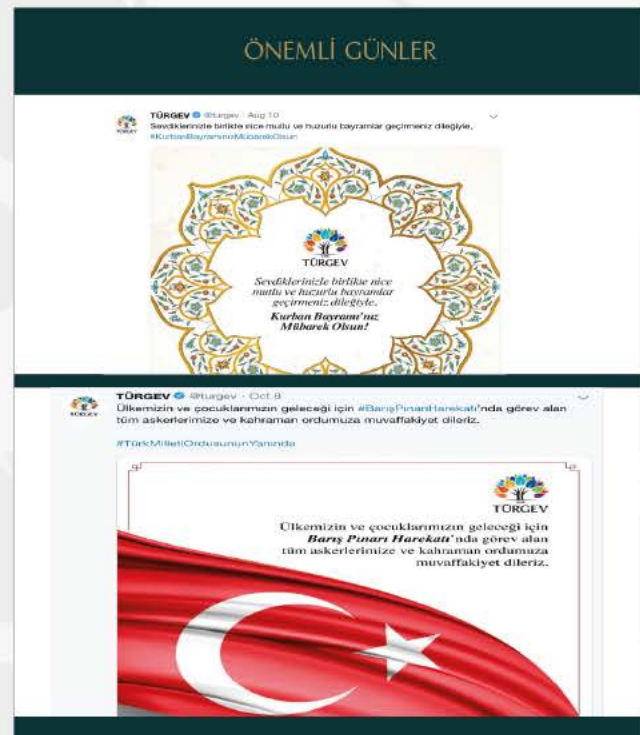 ÖNEMLİ GÜNLER
TÜRGEV @turgev · Aug 10
Sevdiklerinizle birlikte nice mutlu ve huzurlu bayramlar geçirmeniz dileğiyle,
#KurbanBayramınızMübarekOlsun
TÜRGEV
TÜRGEV
Sevdiklerinizle birlikte nice
mutlu ve huzurlu bayramlar
geçirmeniz dileğiyle.
Kurban Bayramı'nız
Mübarek Olsun!
TÜRGEV @turgev · Oct 8
TÜRGEV
Ülkemizin ve çocuklarımızın geleceği için #BarışPınarıHarekatı'nda görev alan
tüm askerlerimize ve kahraman ordumuza muvaffakiyet dileriz.
#TürkMilletiOrdusununYanında
TÜRGEV
Ülkemizin ve çocuklarımızın geleceği için
Barış Pınarı Harekatı'nda görev alan
tüm askerlerimize ve kahraman ordumuza
muvaffakiyet dileriz.